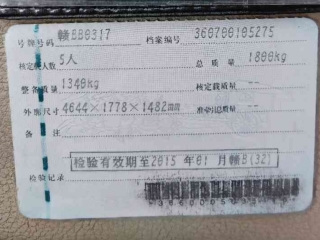 号牌号码 赣BB0317 档案编号 360700105275
核定载人数 5人 总质量 1800kg
整备质量 1340kg 核定载质量
外廓尺寸 4644×1778×1482 准牵引总质量
备注
检验有效期至2015年01月赣B(32)
检验记录